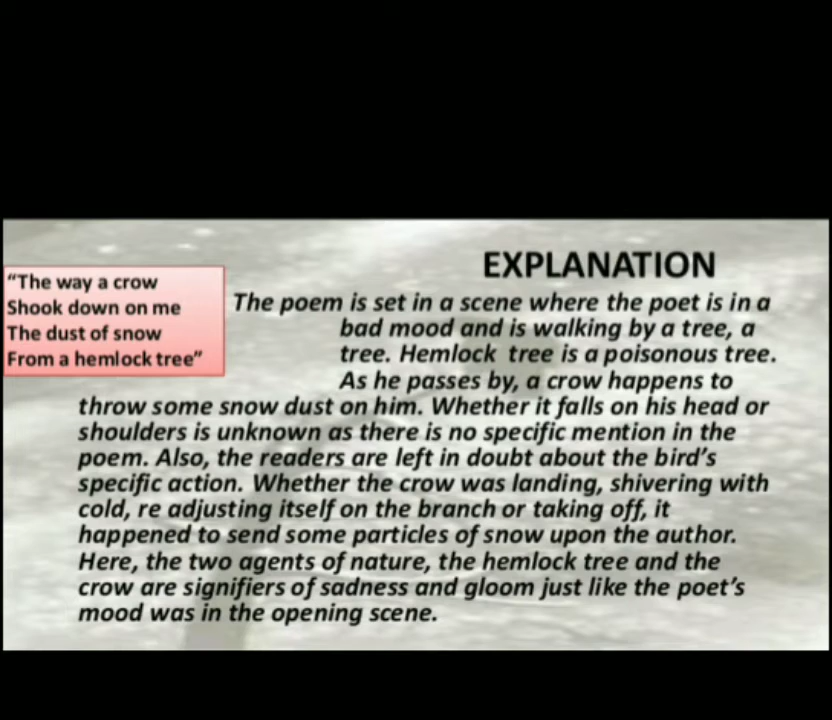 EXPLANATION
“The way a crow
Shook down on me
The dust of snow
From a hemlock tree”
The poem is set in a scene where the poet is in a
bad mood and is walking by a tree, a
tree. Hemlock tree is a poisonous tree.
As he passes by, a crow happens to
throw some snow dust on him. Whether it falls on his head or
shoulders is unknown as there is no specific mention in the
poem. Also, the readers are left in doubt about the bird’s
specific action. Whether the crow was landing, shivering with
cold, re adjusting itself on the branch or taking off, it
happened to send some particles of snow upon the author.
Here, the two agents of nature, the hemlock tree and the
crow are signifiers of sadness and gloom just like the poet’s
mood was in the opening scene.